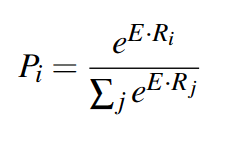 P_i = \frac{e^{E \cdot R_i}}{\sum_j e^{E \cdot R_j}}